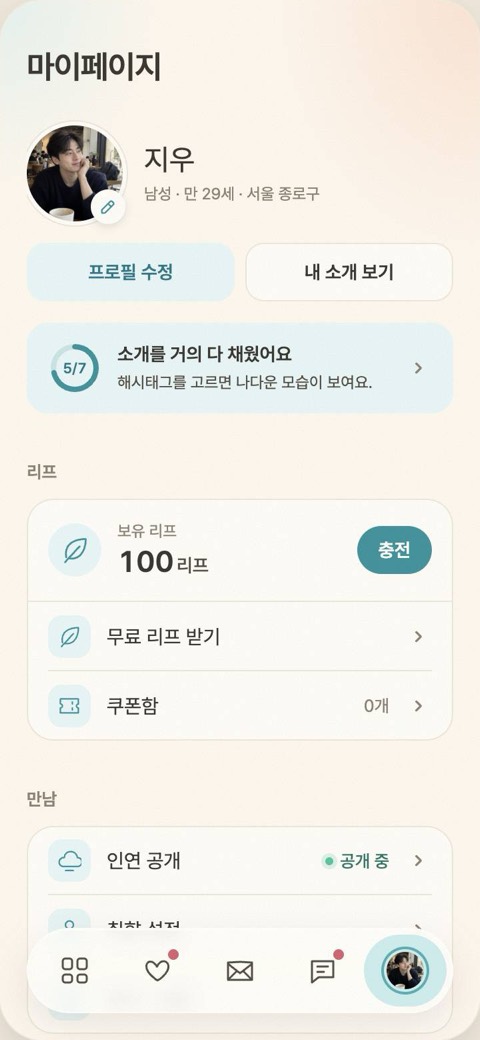 마이페이지
지우
남성 · 만 29세 · 서울 종로구
프로필 수정
내 소개 보기
5/7
소개를 거의 다 채웠어요
해시태그를 고르면 나다운 모습이 보여요.
리프
보유 리프
100 리프
충전
무료 리프 받기
쿠폰함
0개
만남
인연 공개
공개 중